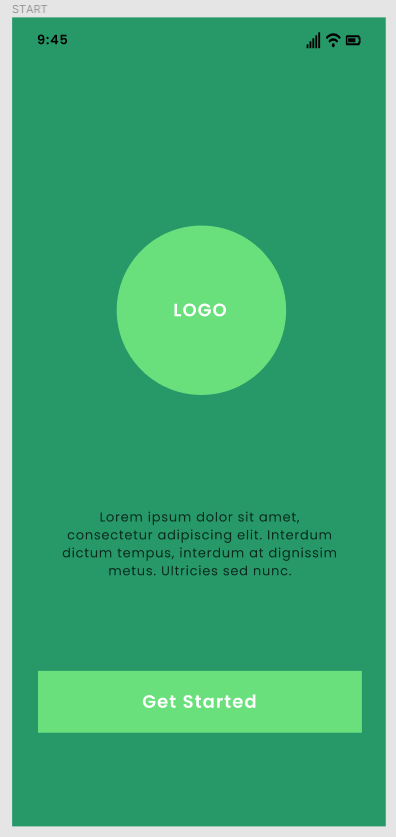 START
9:45
LOGO
Lorem ipsum dolor sit amet,
consectetur adipiscing elit. Interdum
dictum tempus, interdum at dignissim
metus. Ultricies sed nunc.
Get Started